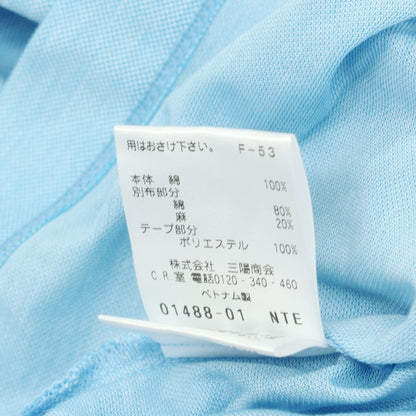 用はおさけ下さい。 F-53
本体 綿 100%
別布部分
綿 80%
麻 20%
テープ部分
ポリエステル 100%
株式会社 三陽商会
C.R.室 電話0120-340-460
ベトナム製
01488-01 NTE